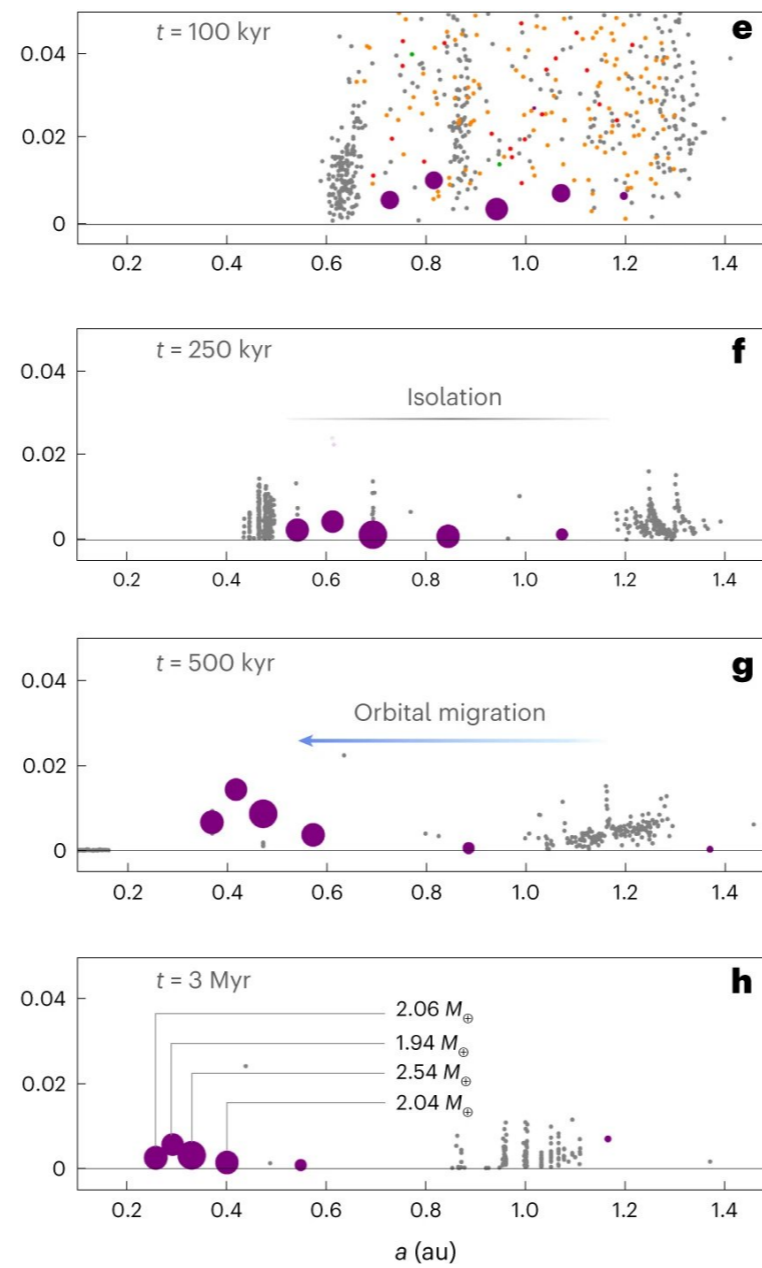 t = 100 kyr
e
0.04
0.02
0
0.2 0.4 0.6 0.8 1.0 1.2 1.4
t = 250 kyr
f
0.04
Isolation
0.02
0
0.2 0.4 0.6 0.8 1.0 1.2 1.4
t = 500 kyr
g
0.04
Orbital migration
0.02
0
0.2 0.4 0.6 0.8 1.0 1.2 1.4
t = 3 Myr
h
0.04
2.06 M⊕
1.94 M⊕
2.54 M⊕
0.02
2.04 M⊕
0
0.2 0.4 0.6 0.8 1.0 1.2 1.4
a (au)